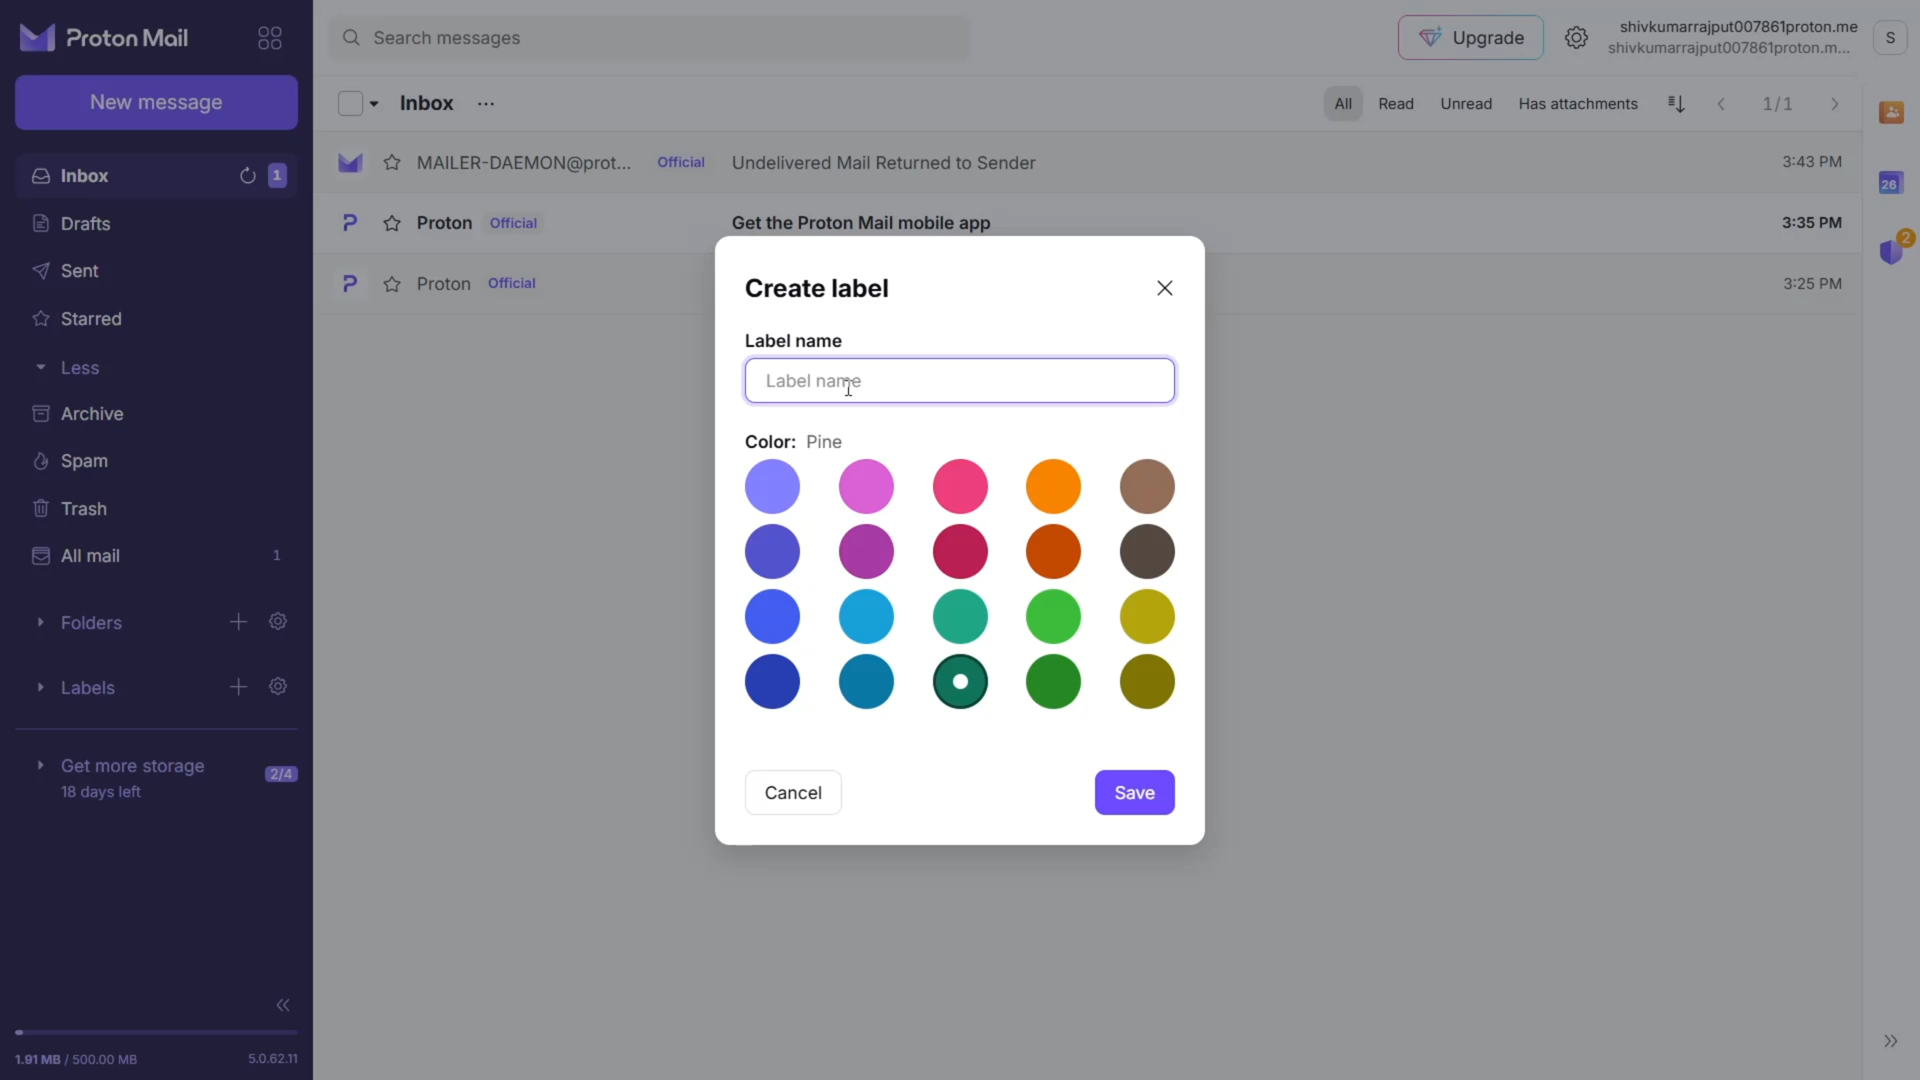 Proton Mail
Search messages
Upgrade
shivkumarrajput007861proton.me
shivkumarrajput007861proton.m...
S
New message
Inbox
All
Read
Unread
Has attachments
1/1
Inbox
1
MAILER-DAEMON@prot...
Official
Undelivered Mail Returned to Sender
3:43 PM
26
Drafts
Proton
Official
Get the Proton Mail mobile app
3:35 PM
2
Sent
Proton
Official
3:25 PM
Starred
Less
Archive
Spam
Trash
All mail
1
Folders
Labels
Get more storage
2/4
18 days left
1.91 MB / 500.00 MB
5.0.62.11
Create label
Label name
Label name
Color: Pine
Cancel
Save